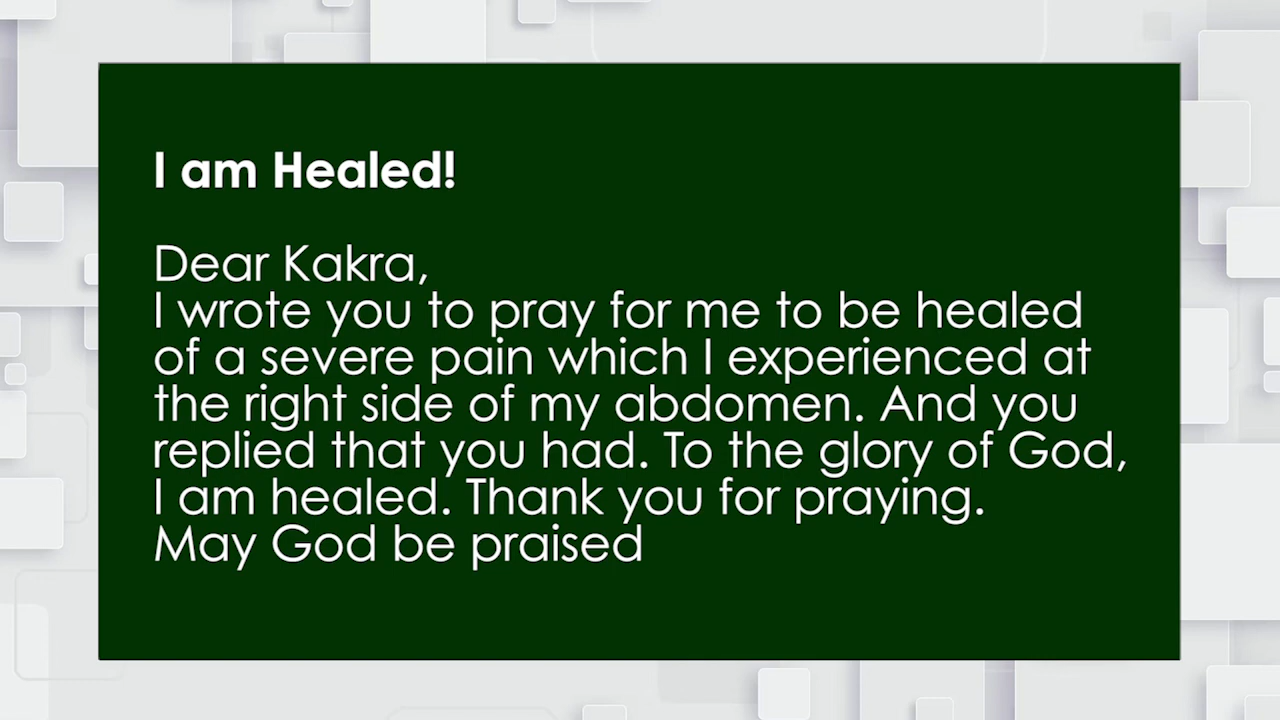 I am Healed!
Dear Kakra,
I wrote you to pray for me to be healed
of a severe pain which I experienced at
the right side of my abdomen. And you
replied that you had. To the glory of God,
I am healed. Thank you for praying.
May God be praised